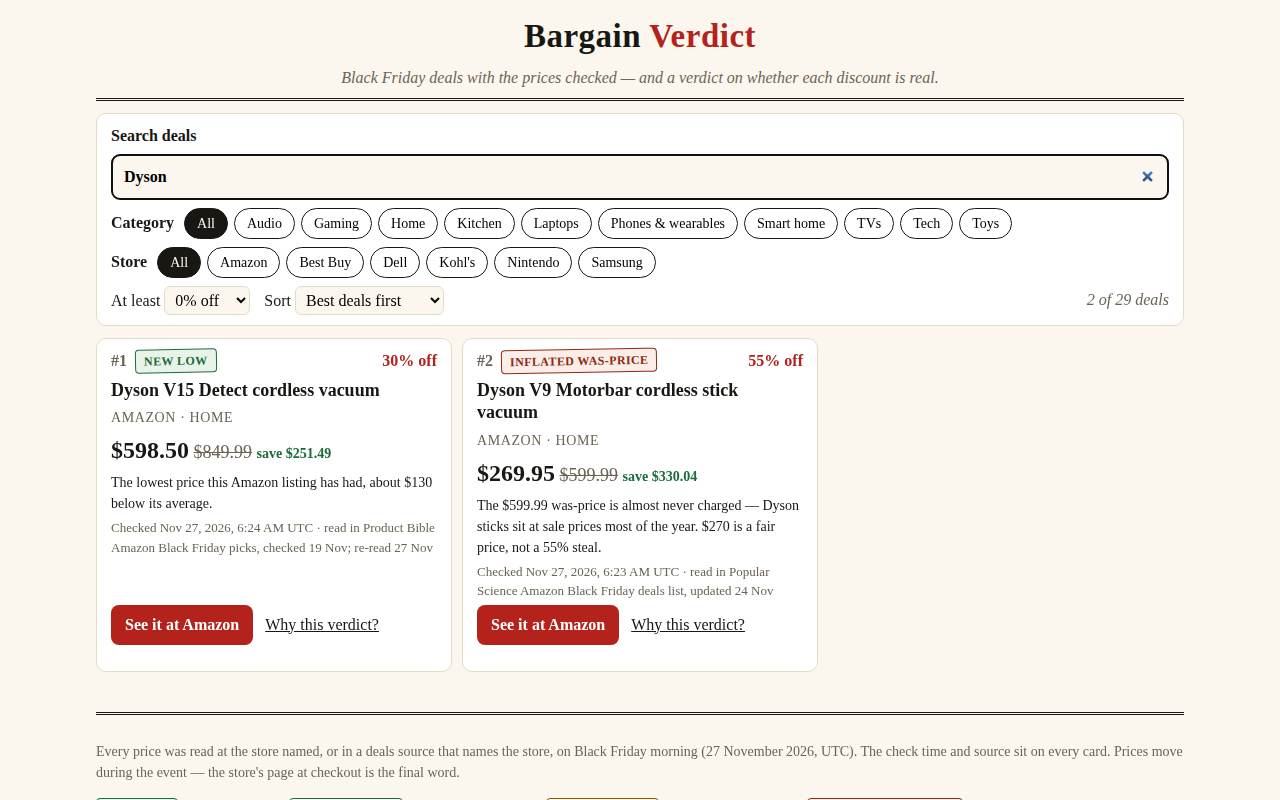 Bargain Verdict
Black Friday deals with the prices checked — and a verdict on whether each discount is real.
Search deals
Dyson ×
Category All Audio Gaming Home Kitchen Laptops Phones & wearables Smart home TVs Tech Toys
Store All Amazon Best Buy Dell Kohl's Nintendo Samsung
At least 0% off Sort Best deals first 2 of 29 deals
#1 NEW LOW 30% off
Dyson V15 Detect cordless vacuum
AMAZON · HOME
$598.50 $849.99 save $251.49
The lowest price this Amazon listing has had, about $130
below its average.
Checked Nov 27, 2026, 6:24 AM UTC · read in Product Bible
Amazon Black Friday picks, checked 19 Nov; re-read 27 Nov
See it at Amazon Why this verdict?
#2 INFLATED WAS-PRICE 55% off
Dyson V9 Motorbar cordless stick
vacuum
AMAZON · HOME
$269.95 $599.99 save $330.04
The $599.99 was-price is almost never charged — Dyson
sticks sit at sale prices most of the year. $270 is a fair
price, not a 55% steal.
Checked Nov 27, 2026, 6:23 AM UTC · read in Popular
Science Amazon Black Friday deals list, updated 24 Nov
See it at Amazon Why this verdict?
Every price was read at the store named, or in a deals source that names the store, on Black Friday morning (27 November 2026, UTC). The check time and source sit on every card. Prices move
during the event — the store's page at checkout is the final word.